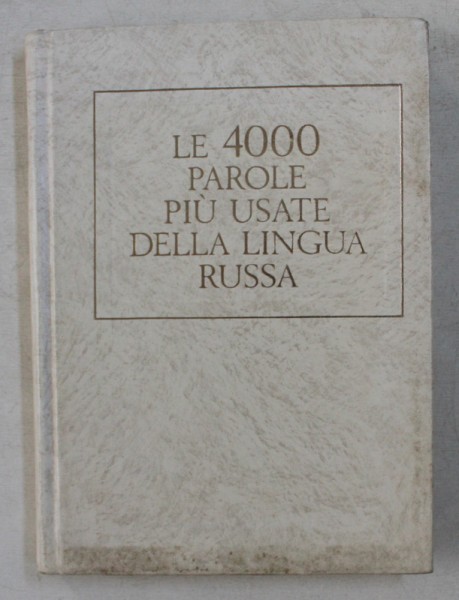 LE 4000
PAROLE
PIÙ USATE
DELLA LINGUA
RUSSA